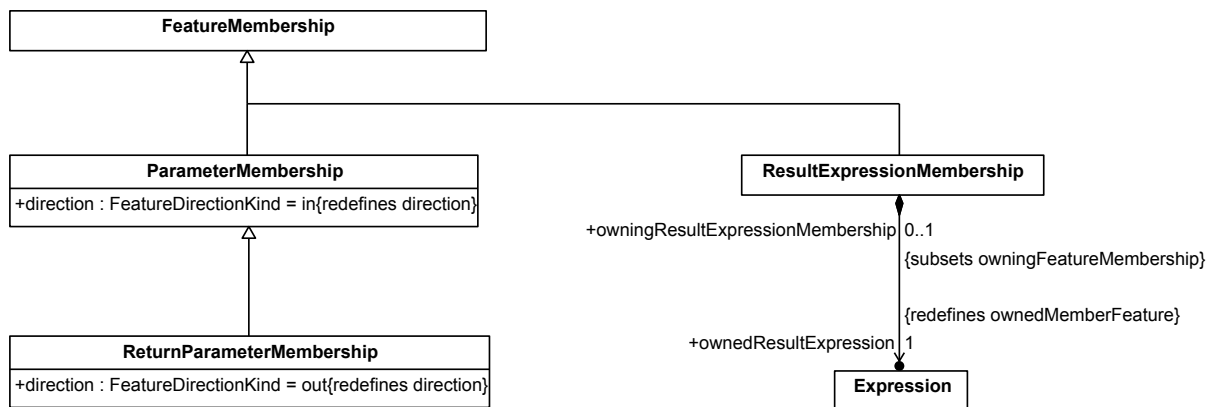 FeatureMembership
ParameterMembership
+direction : FeatureDirectionKind = in{redefines direction}
ResultExpressionMembership
+owningResultExpressionMembership 0..1
{subsets owningFeatureMembership}
{redefines ownedMemberFeature}
+ownedResultExpression 1
ReturnParameterMembership
+direction : FeatureDirectionKind = out{redefines direction}
Expression